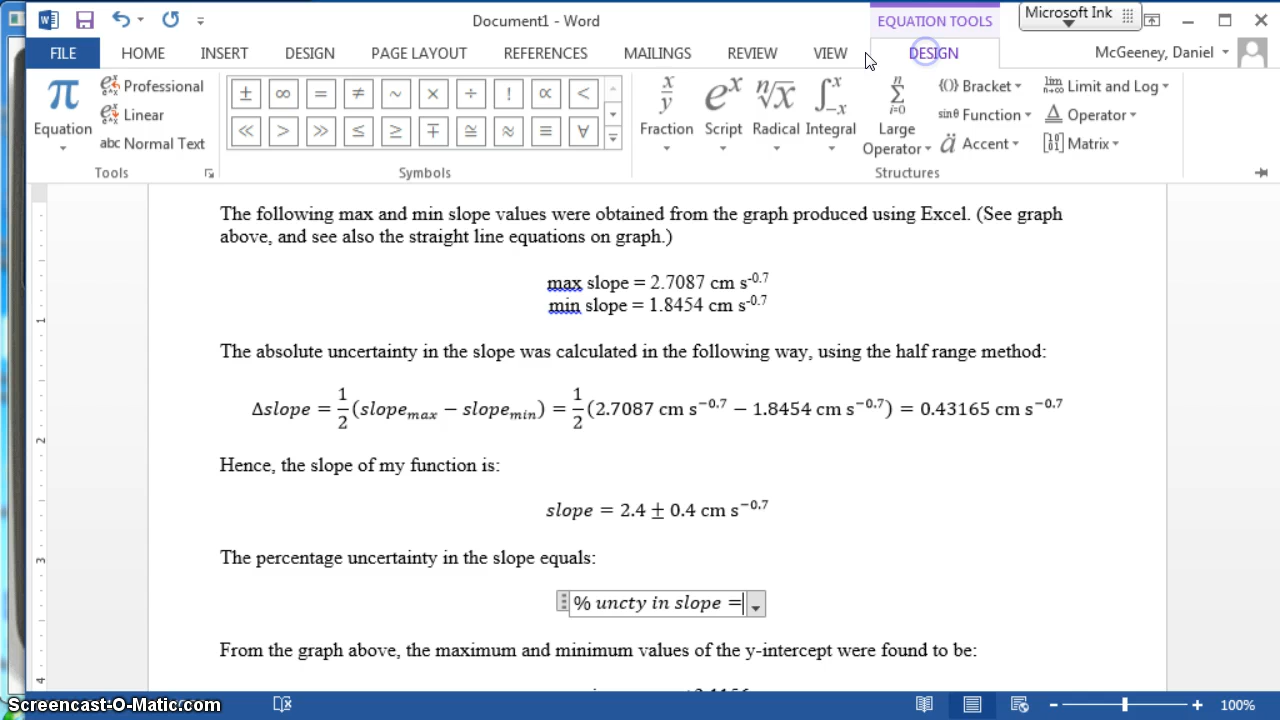 Document1 - Word
EQUATION TOOLS
Microsoft Ink
FILE HOME INSERT DESIGN PAGE LAYOUT REFERENCES MAILINGS REVIEW VIEW DESIGN McGeeney, Daniel
π Equation
Professional
Linear
abc Normal Text
± ∞ = ≠ ~ × ÷ ! ∝ <
≪ > ≫ ≤ ≥ ∓ ≅ ≈ ≡ ∀
Fraction Script Radical Integral Large Operator
{()} Bracket
sinθ Function
ä Accent
lim n→∞ Limit and Log
Operator
Matrix
Tools Symbols Structures
The following max and min slope values were obtained from the graph produced using Excel. (See graph
above, and see also the straight line equations on graph.)
max slope = 2.7087 cm s⁻⁰·⁷
min slope = 1.8454 cm s⁻⁰·⁷
The absolute uncertainty in the slope was calculated in the following way, using the half range method:
Δslope = 1/2 (slope_max − slope_min) = 1/2 (2.7087 cm s⁻⁰·⁷ − 1.8454 cm s⁻⁰·⁷) = 0.43165 cm s⁻⁰·⁷
Hence, the slope of my function is:
slope = 2.4 ± 0.4 cm s⁻⁰·⁷
The percentage uncertainty in the slope equals:
% uncty in slope =
From the graph above, the maximum and minimum values of the y-intercept were found to be:
1
2
3
4
Screencast-O-Matic.com
100%